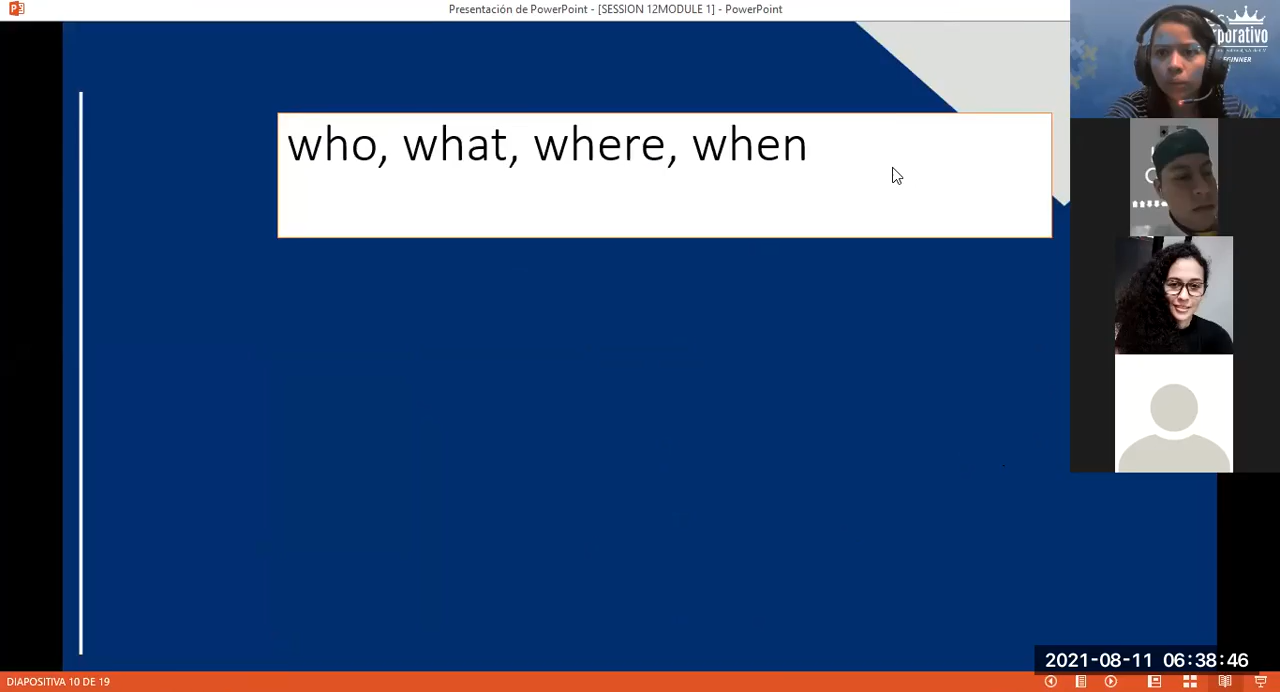 Presentación de PowerPoint - [SESSION 12MODULE 1] - PowerPoint
who, what, where, when
porativo
EGINNER
2021-08-11 06:38:46
DIAPOSITIVA 10 DE 19